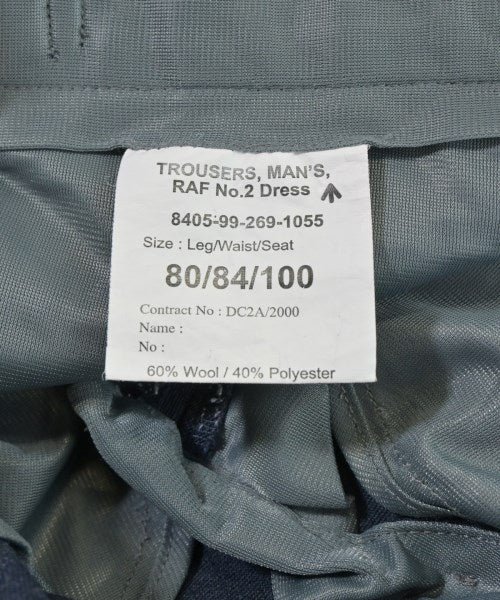 TROUSERS, MAN'S,
RAF No.2 Dress
8405-99-269-1055
Size : Leg/Waist/Seat
80/84/100
Contract No : DC2A/2000
Name :
No :
60% Wool / 40% Polyester